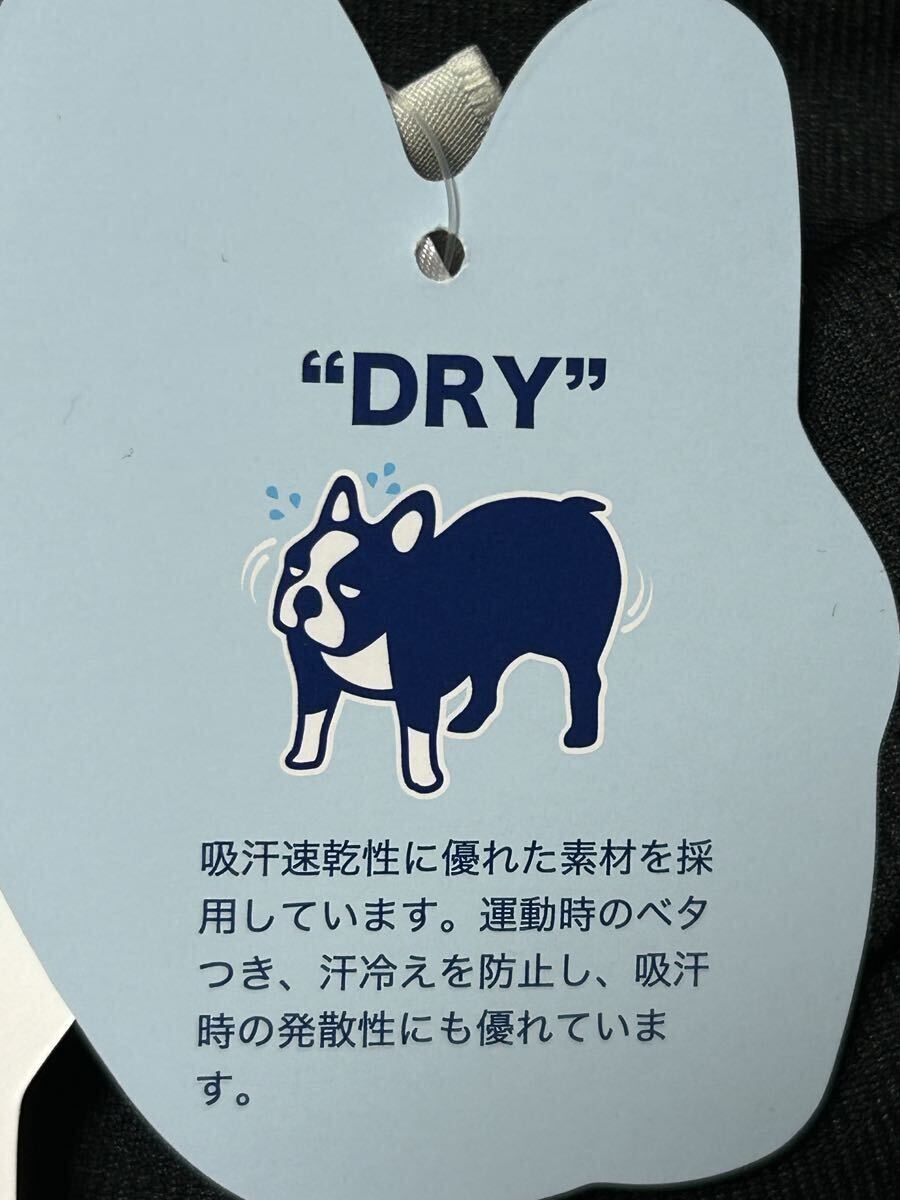 “DRY”
吸汗速乾性に優れた素材を採
用しています。運動時のベタ
つき、汗冷えを防止し、吸汗
時の発散性にも優れていま
す。